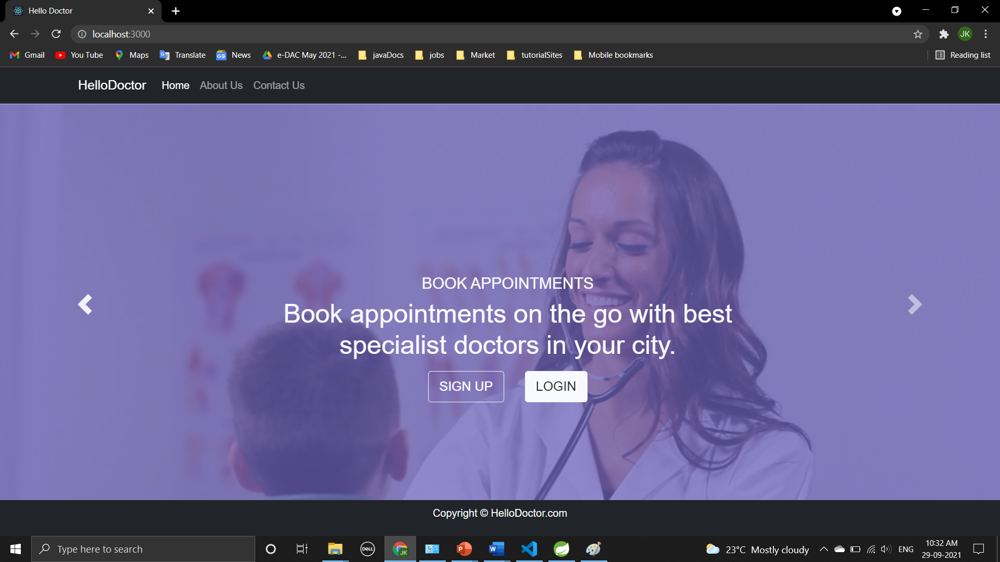 Hello Doctor
localhost:3000
JK
Gmail You Tube Maps Translate News e-DAC May 2021 -... javaDocs jobs Market tutorialSites Mobile bookmarks Reading list
HelloDoctor Home About Us Contact Us
BOOK APPOINTMENTS
Book appointments on the go with best
specialist doctors in your city.
SIGN UP LOGIN
Copyright © HelloDoctor.com
Type here to search
DELL
JK
23°C Mostly cloudy
ENG
10:32 AM
29-09-2021